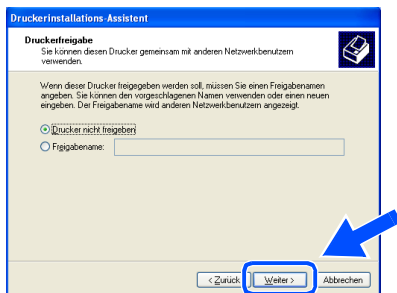 Druckerinstallations-Assistent
Druckerfreigabe
Sie können diesen Drucker gemeinsam mit anderen Netzwerkbenutzern
verwenden.
Wenn dieser Drucker freigegeben werden soll, müssen Sie einen Freigabenamen
angeben. Sie können den vorgeschlagenen Namen verwenden oder einen neuen
eingeben. Der Freigabename wird anderen Netzwerkbenutzern angezeigt.
Drucker nicht freigeben
Freigabename:
< Zurück Weiter > Abbrechen